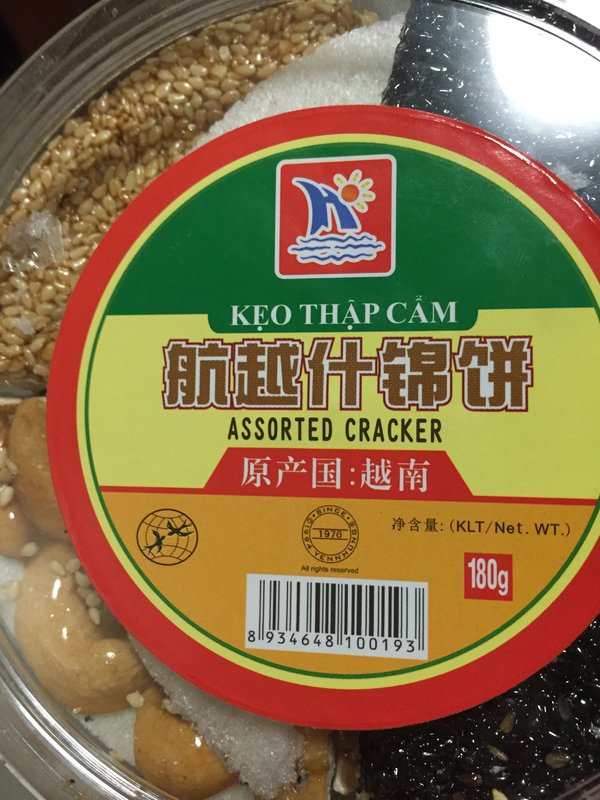 KẸO THẬP CẨM
航越什锦饼
ASSORTED CRACKER
原产国:越南
SINCE
1976
净含量:(KLT/Net. WT.)
180g
All rights reserved
8 934648 100193